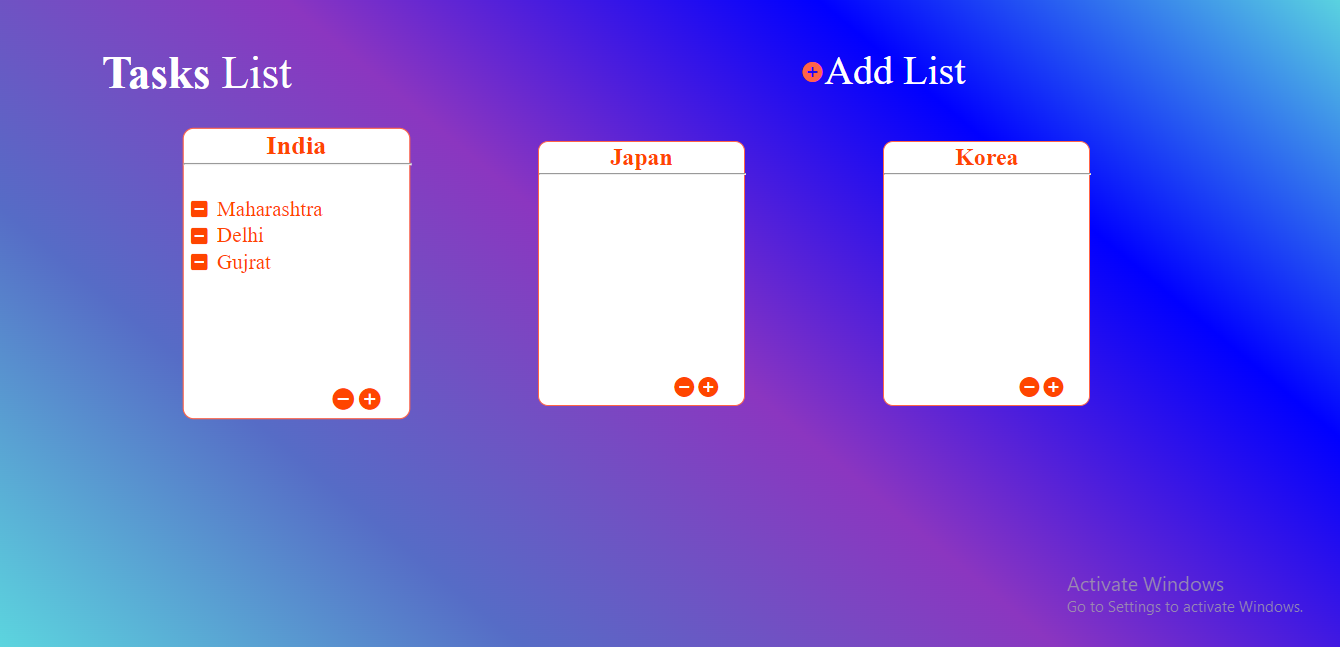 Tasks List
Add List
India
Maharashtra
Delhi
Gujrat
Japan
Korea
Activate Windows
Go to Settings to activate Windows.